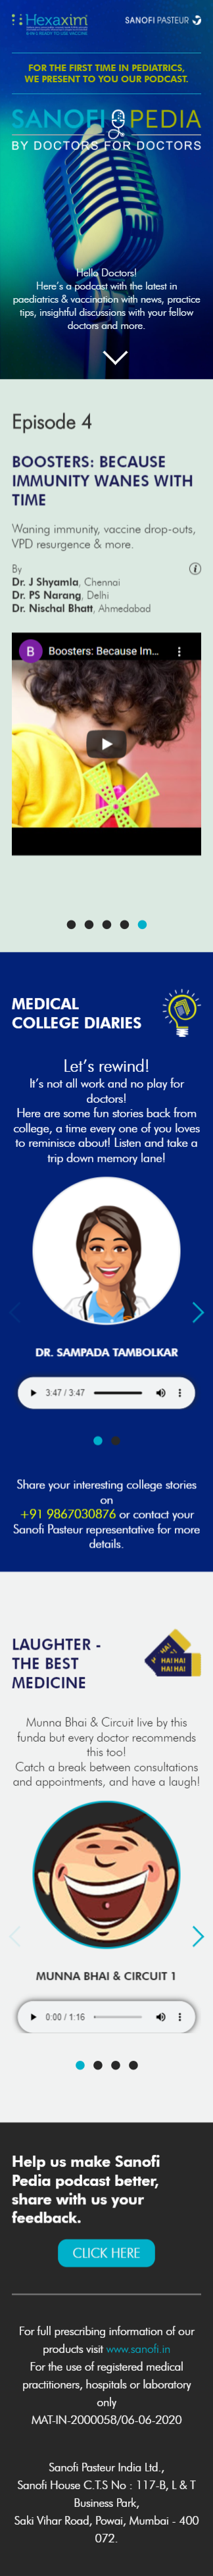 Hexaxim
SANOFI PASTEUR
FOR THE FIRST TIME IN PEDIATRICS,
WE PRESENT TO YOU OUR PODCAST.
SANOFI PEDIA
BY DOCTORS FOR DOCTORS
Hello Doctors!
Here's a podcast with the latest in
paediatrics & vaccination with news, practice
tips, insightful discussions with your fellow
doctors and more.
Episode 4
BOOSTERS: BECAUSE
IMMUNITY WANES WITH
TIME
Waning immunity, vaccine drop-outs,
VPD resurgence & more.
By
Dr. J Shyamla, Chennai
Dr. PS Narang, Delhi
Dr. Nischal Bhatt, Ahmedabad
B Boosters: Because Im...
MEDICAL
COLLEGE DIARIES
Let's rewind!
It's not all work and no play for
doctors!
Here are some fun stories back from
college, a time every one of you loves
to reminisce about! Listen and take a
trip down memory lane!
DR. SAMPADA TAMBOLKAR
3:47 / 3:47
Share your interesting college stories
on
+91 9867030876 or contact your
Sanofi Pasteur representative for more
details.
LAUGHTER -
THE BEST
MEDICINE
HA! HA!
HA! HA!
HA! HA!
Munna Bhai & Circuit live by this
funda but every doctor recommends
this too!
Catch a break between consultations
and appointments, and have a laugh!
MUNNA BHAI & CIRCUIT 1
0:00 / 1:16
Help us make Sanofi
Pedia podcast better,
share with us your
feedback.
CLICK HERE
For full prescribing information of our
products visit www.sanofi.in
For the use of registered medical
practitioners, hospitals or laboratory
only
MAT-IN-2000058/06-06-2020
Sanofi Pasteur India Ltd.,
Sanofi House C.T.S No : 117-B, L & T
Business Park,
Saki Vihar Road, Powai, Mumbai - 400
072.